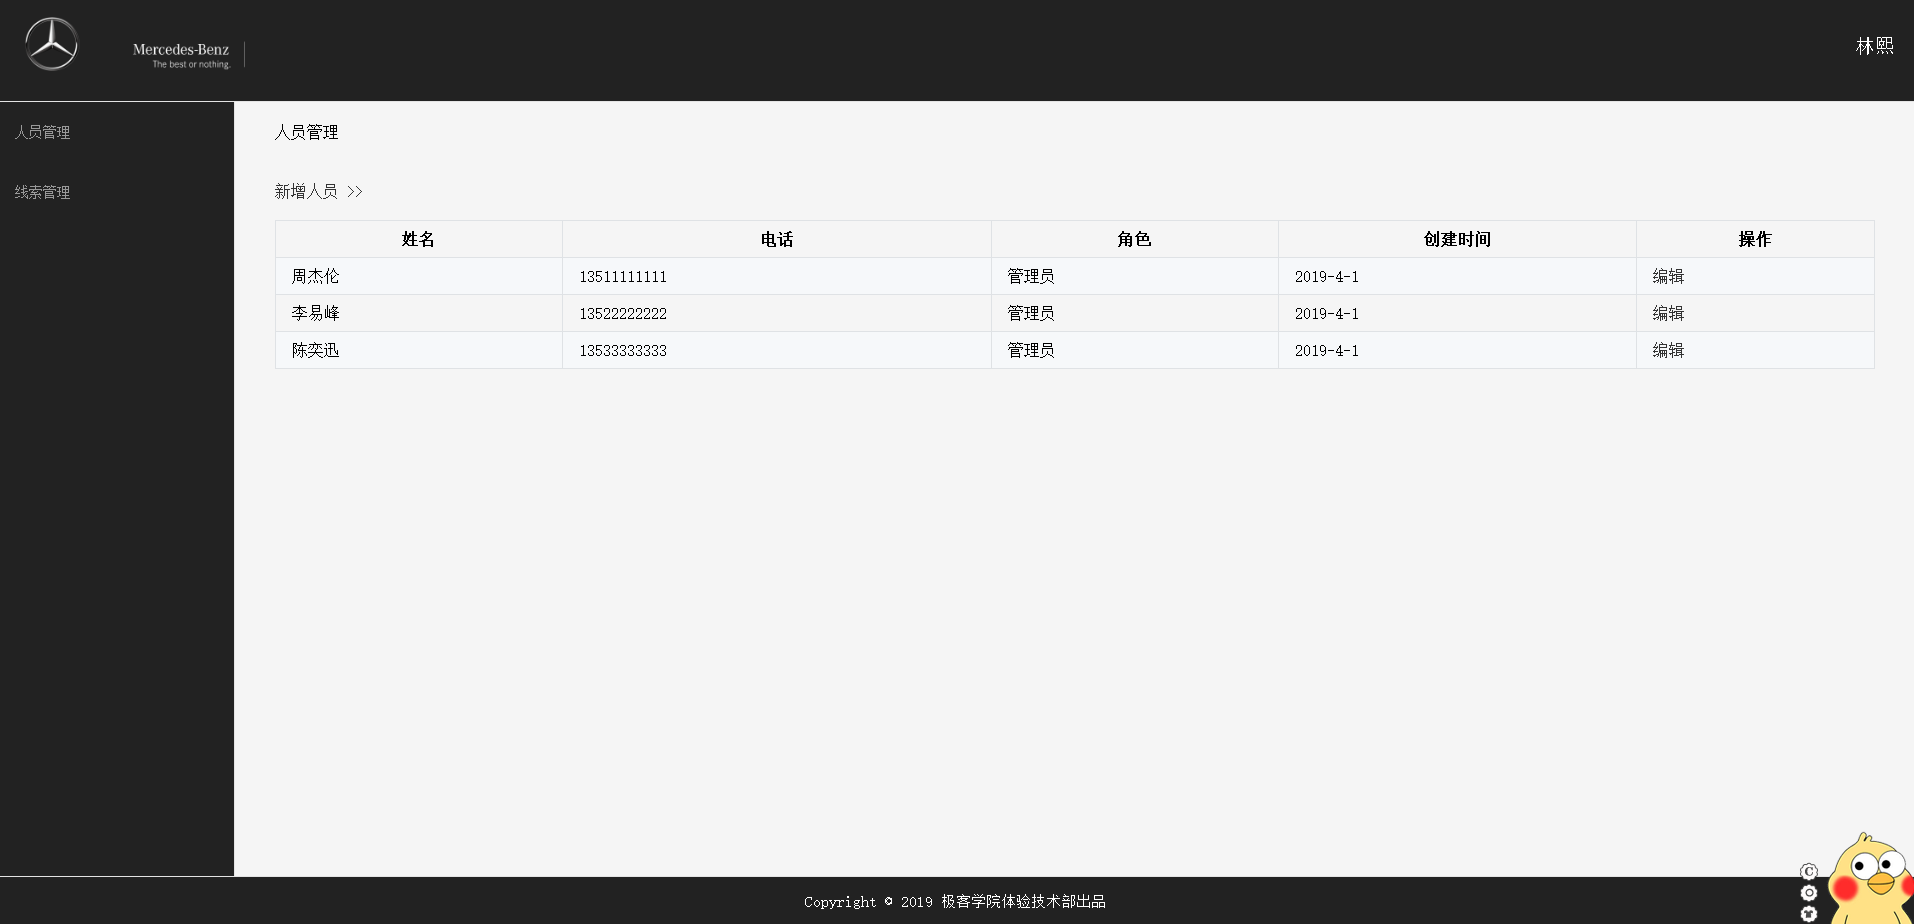 Mercedes-Benz
The best or nothing.
林熙
人员管理
线索管理
人员管理
新增人员 >>
姓名 电话 角色 创建时间 操作
周杰伦 13511111111 管理员 2019-4-1 编辑
李易峰 13522222222 管理员 2019-4-1 编辑
陈奕迅 13533333333 管理员 2019-4-1 编辑
Copyright © 2019 极客学院体验技术部出品